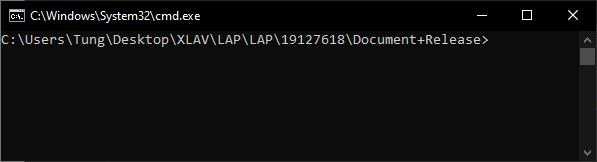 C:\Windows\System32\cmd.exe
C:\Users\Tung\Desktop\XLAV\LAP\LAP\19127618\Document+Release>